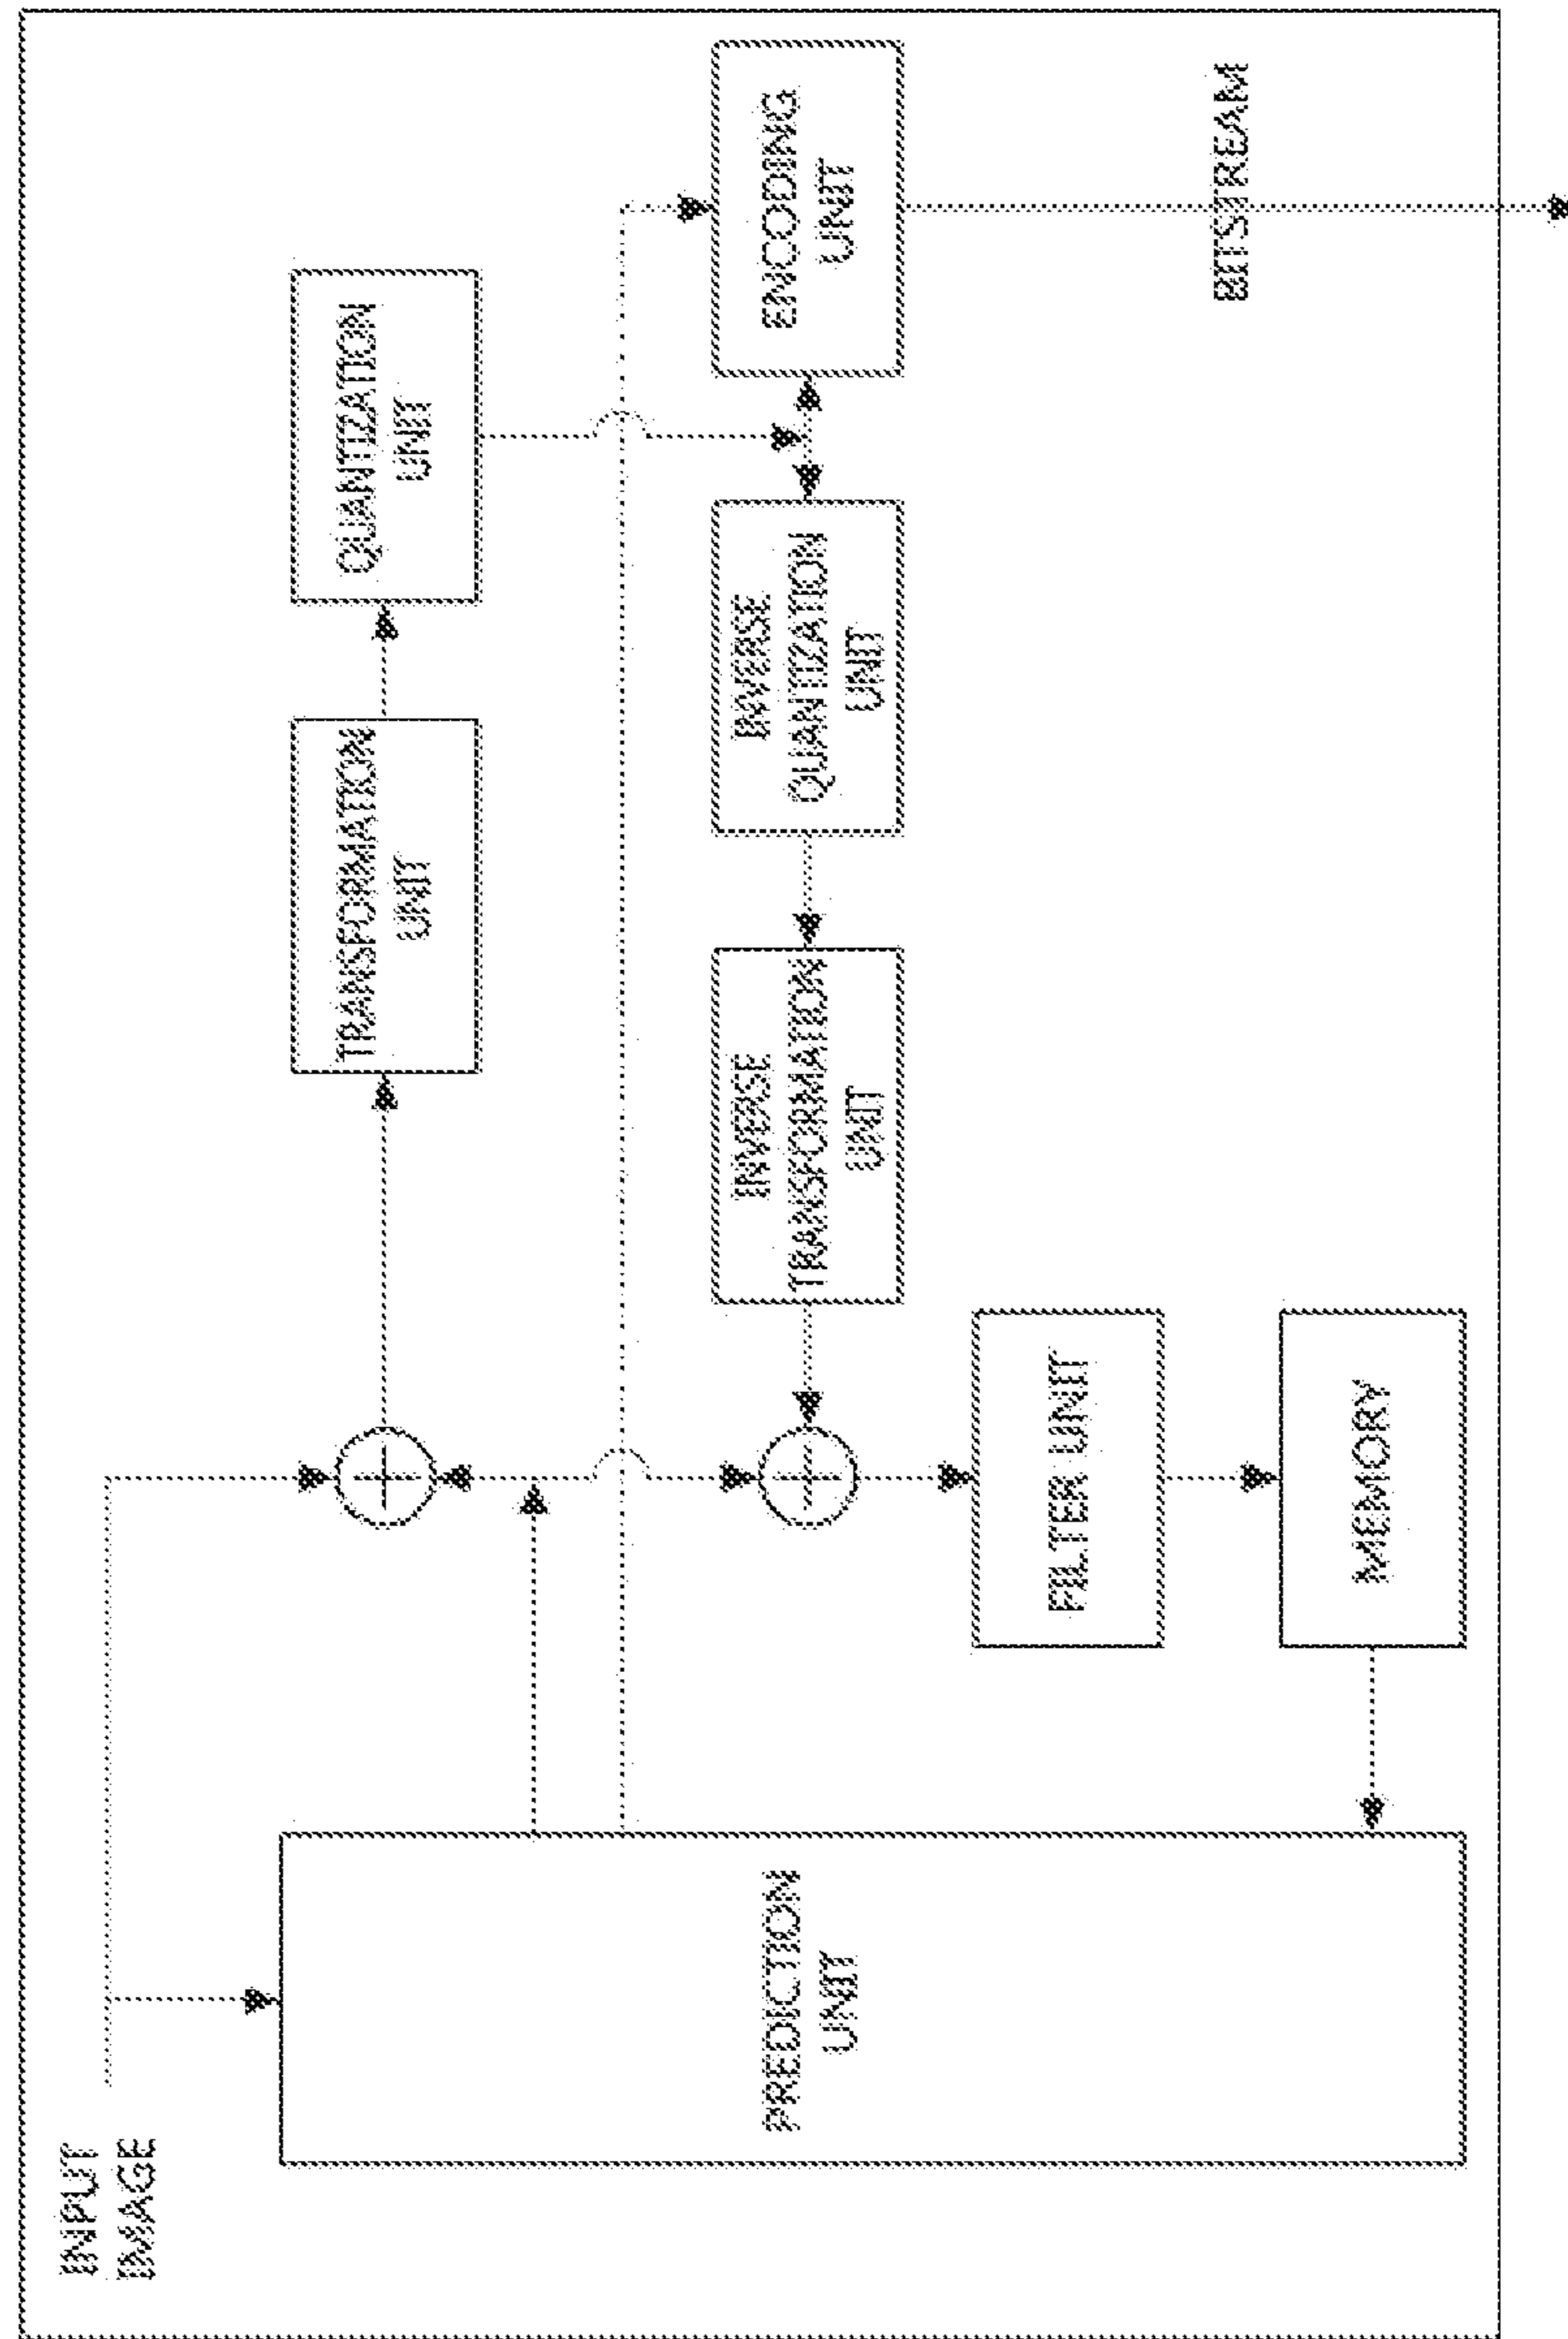 INPUT
IMAGE
TRANSFORMATION
UNIT
QUANTIZATION
UNIT
PREDICTION
UNIT
INVERSE
TRANSFORMATION
UNIT
INVERSE
QUANTIZATION
UNIT
ENCODING
UNIT
FILTER UNIT
BITSTREAM
MEMORY